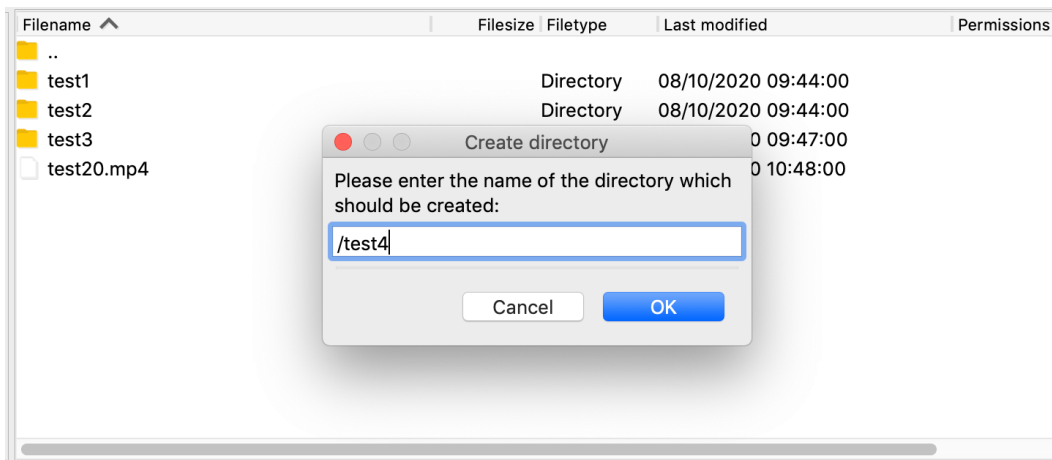 Filename Filesize Filetype Last modified Permissions
..
test1 Directory 08/10/2020 09:44:00
test2 Directory 08/10/2020 09:44:00
test3 0 09:47:00
test20.mp4 0 10:48:00
Create directory
Please enter the name of the directory which
should be created:
/test4
Cancel OK